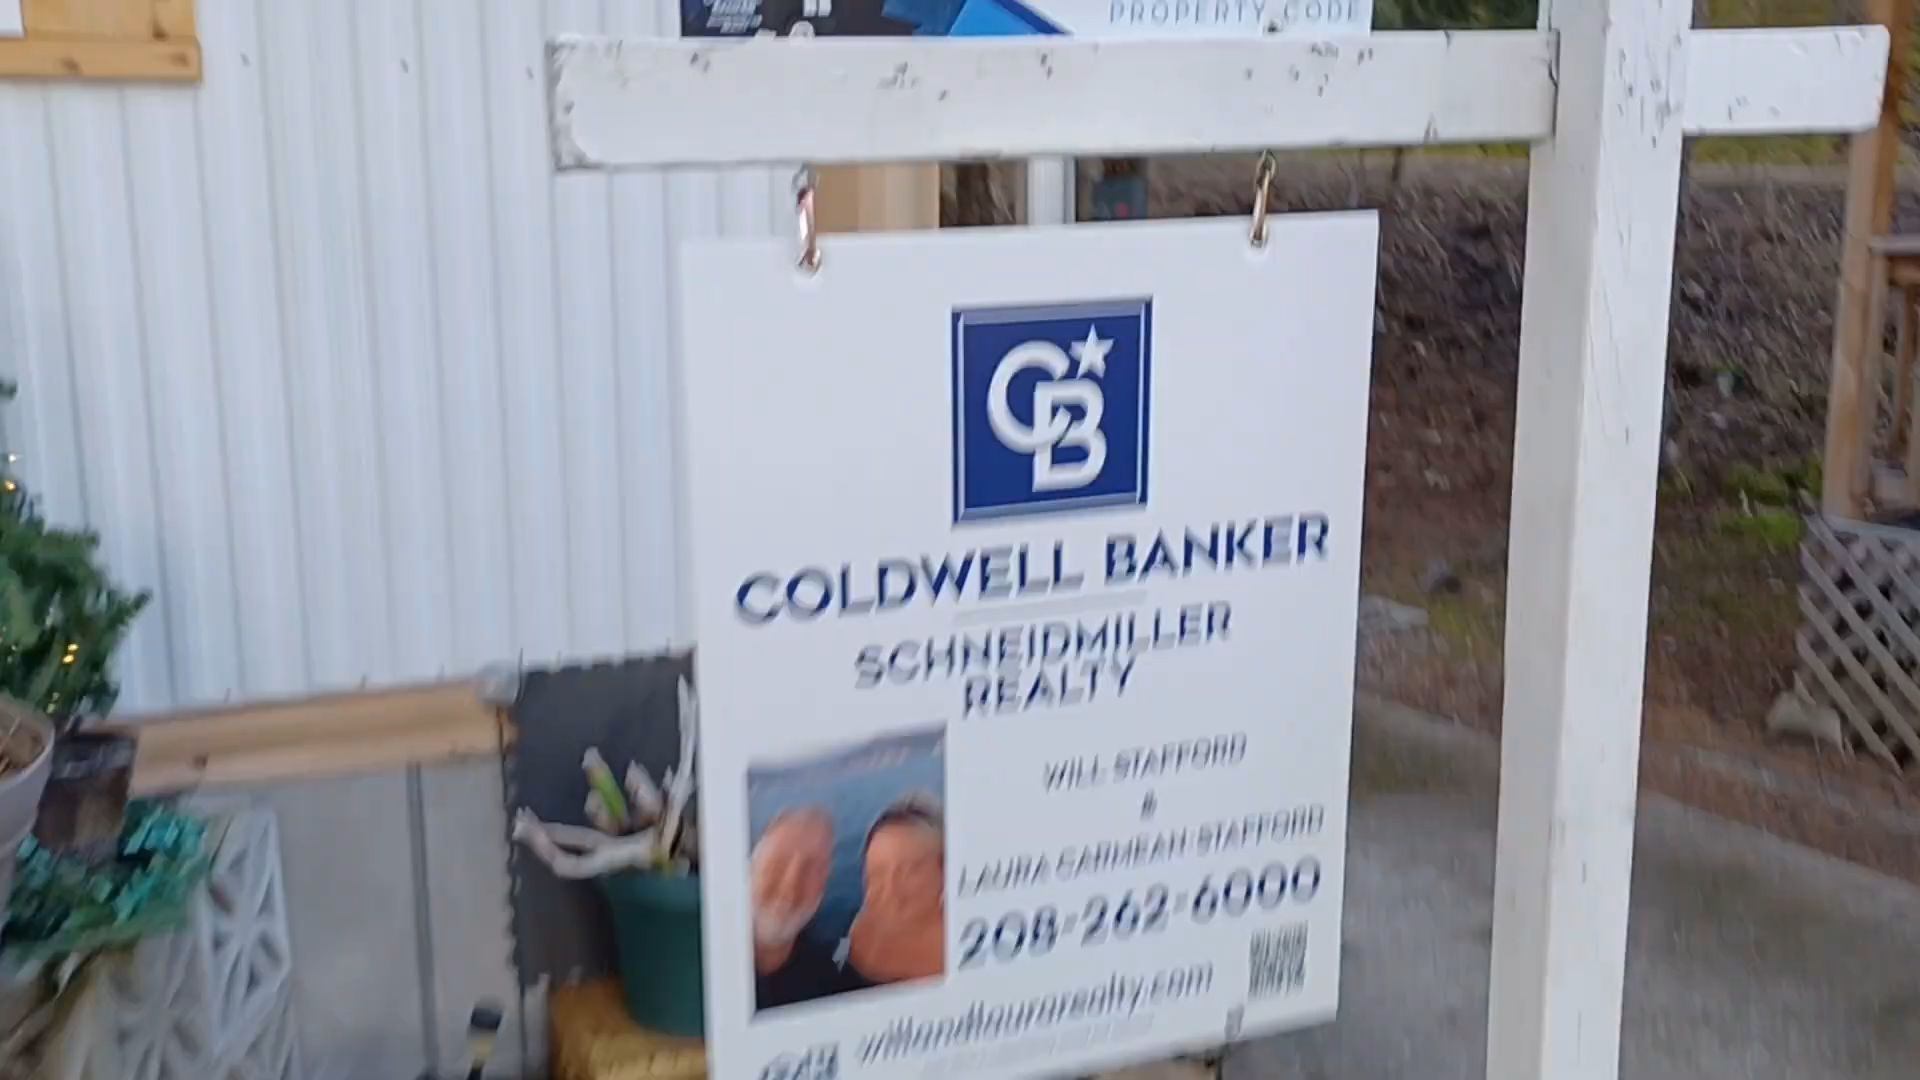 PROPERTY CODE
CB
COLDWELL BANKER
SCHNEIDMILLER
REALTY
WILL STAFFORD
&
LAURA CARMEAN-STAFFORD
208-262-6000
willandlaurarealty.com